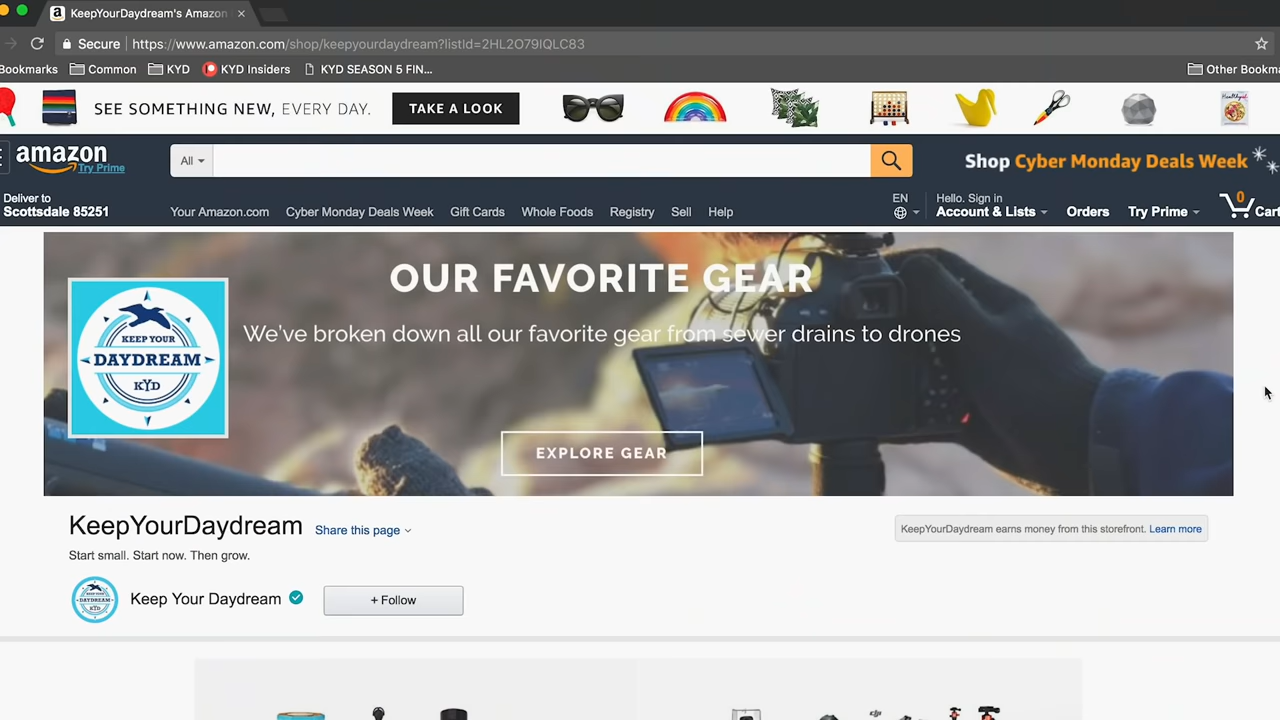 KeepYourDaydream's Amazon
Secure
https://www.amazon.com/shop/keepyourdaydream?listId=2HL2O79IQLC83
Bookmarks Common KYD KYD Insiders KYD SEASON 5 FIN... Other Bookma
SEE SOMETHING NEW, EVERY DAY. TAKE A LOOK
amazon
Try Prime
All
Shop Cyber Monday Deals Week
Deliver to
Scottsdale 85251
Your Amazon.com Cyber Monday Deals Week Gift Cards Whole Foods Registry Sell Help
EN
Hello. Sign in
Account & Lists
Orders
Try Prime
0
Cart
OUR FAVORITE GEAR
We've broken down all our favorite gear from sewer drains to drones
KEEP YOUR
DAYDREAM
KYD
EXPLORE GEAR
KeepYourDaydream
Share this page
KeepYourDaydream earns money from this storefront. Learn more
Start small. Start now. Then grow.
KEEP YOUR
DAYDREAM
KYD
Keep Your Daydream
+ Follow